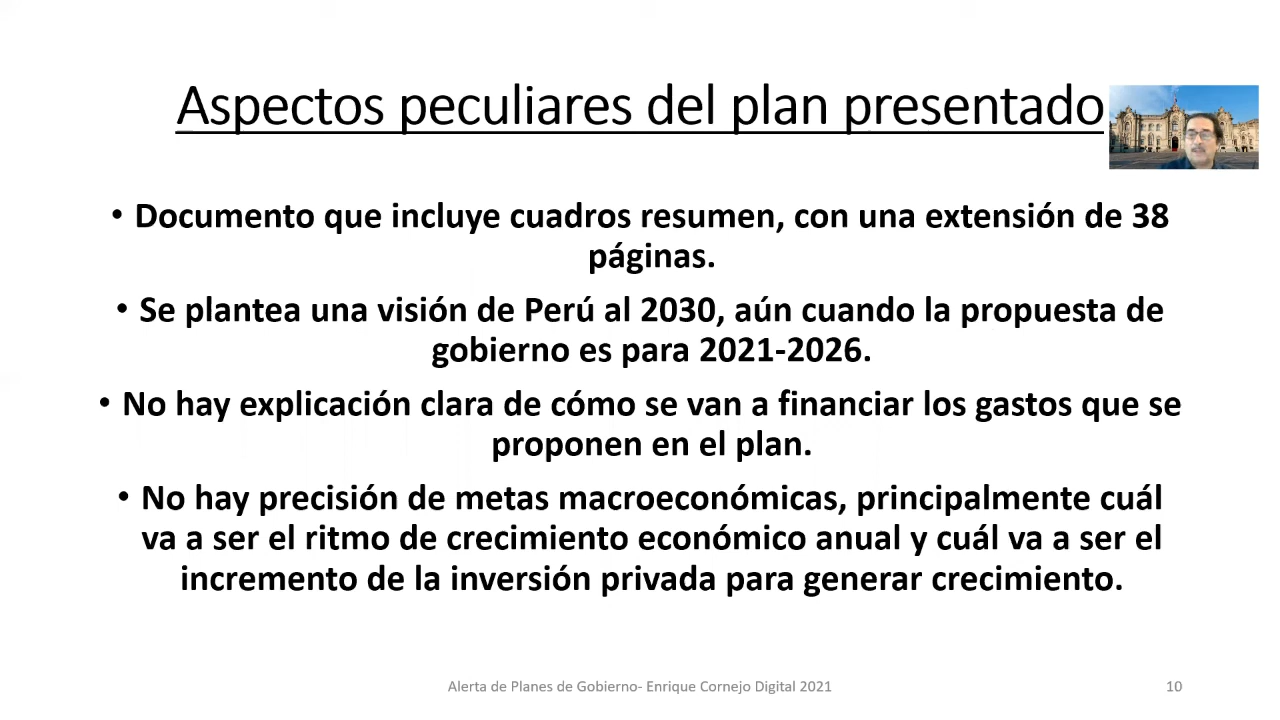 Aspectos peculiares del plan presentado
• Documento que incluye cuadros resumen, con una extensión de 38
páginas.
• Se plantea una visión de Perú al 2030, aún cuando la propuesta de
gobierno es para 2021-2026.
• No hay explicación clara de cómo se van a financiar los gastos que se
proponen en el plan.
• No hay precisión de metas macroeconómicas, principalmente cuál
va a ser el ritmo de crecimiento económico anual y cuál va a ser el
incremento de la inversión privada para generar crecimiento.
Alerta de Planes de Gobierno- Enrique Cornejo Digital 2021
10